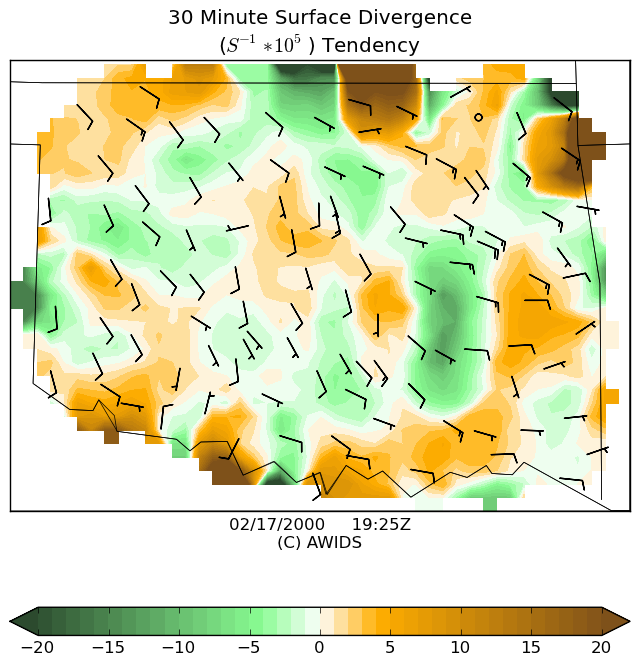 30 Minute Surface Divergence
(S⁻¹ * 10⁵ ) Tendency
02/17/2000 19:25Z
(C) AWIDS
−20 −15 −10 −5 0 5 10 15 20